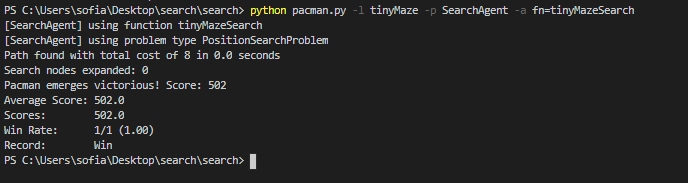 PS C:\Users\sofia\Desktop\search\search> python pacman.py -l tinyMaze -p SearchAgent -a fn=tinyMazeSearch
[SearchAgent] using function tinyMazeSearch
[SearchAgent] using problem type PositionSearchProblem
Path found with total cost of 8 in 0.0 seconds
Search nodes expanded: 0
Pacman emerges victorious! Score: 502
Average Score: 502.0
Scores:        502.0
Win Rate:      1/1 (1.00)
Record:        Win
PS C:\Users\sofia\Desktop\search\search>